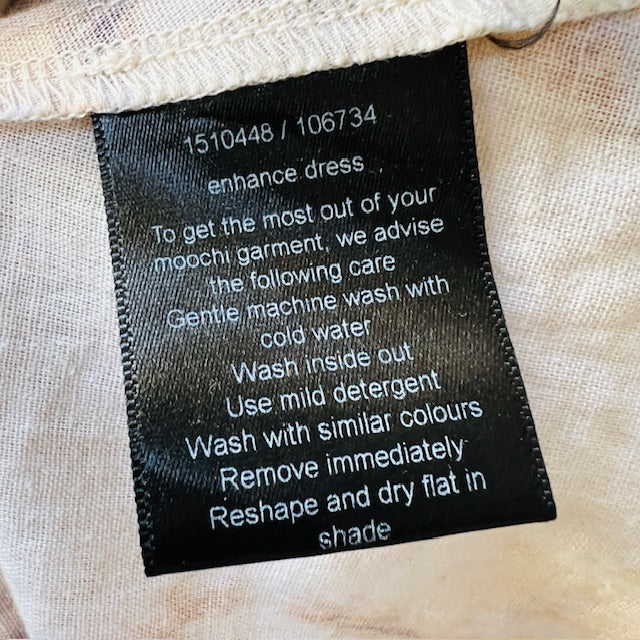 1510448 / 106734
enhance dress
To get the most out of your
moochi garment, we advise
the following care
Gentle machine wash with
cold water
Wash inside out
Use mild detergent
Wash with similar colours
Remove immediately
Reshape and dry flat in
shade